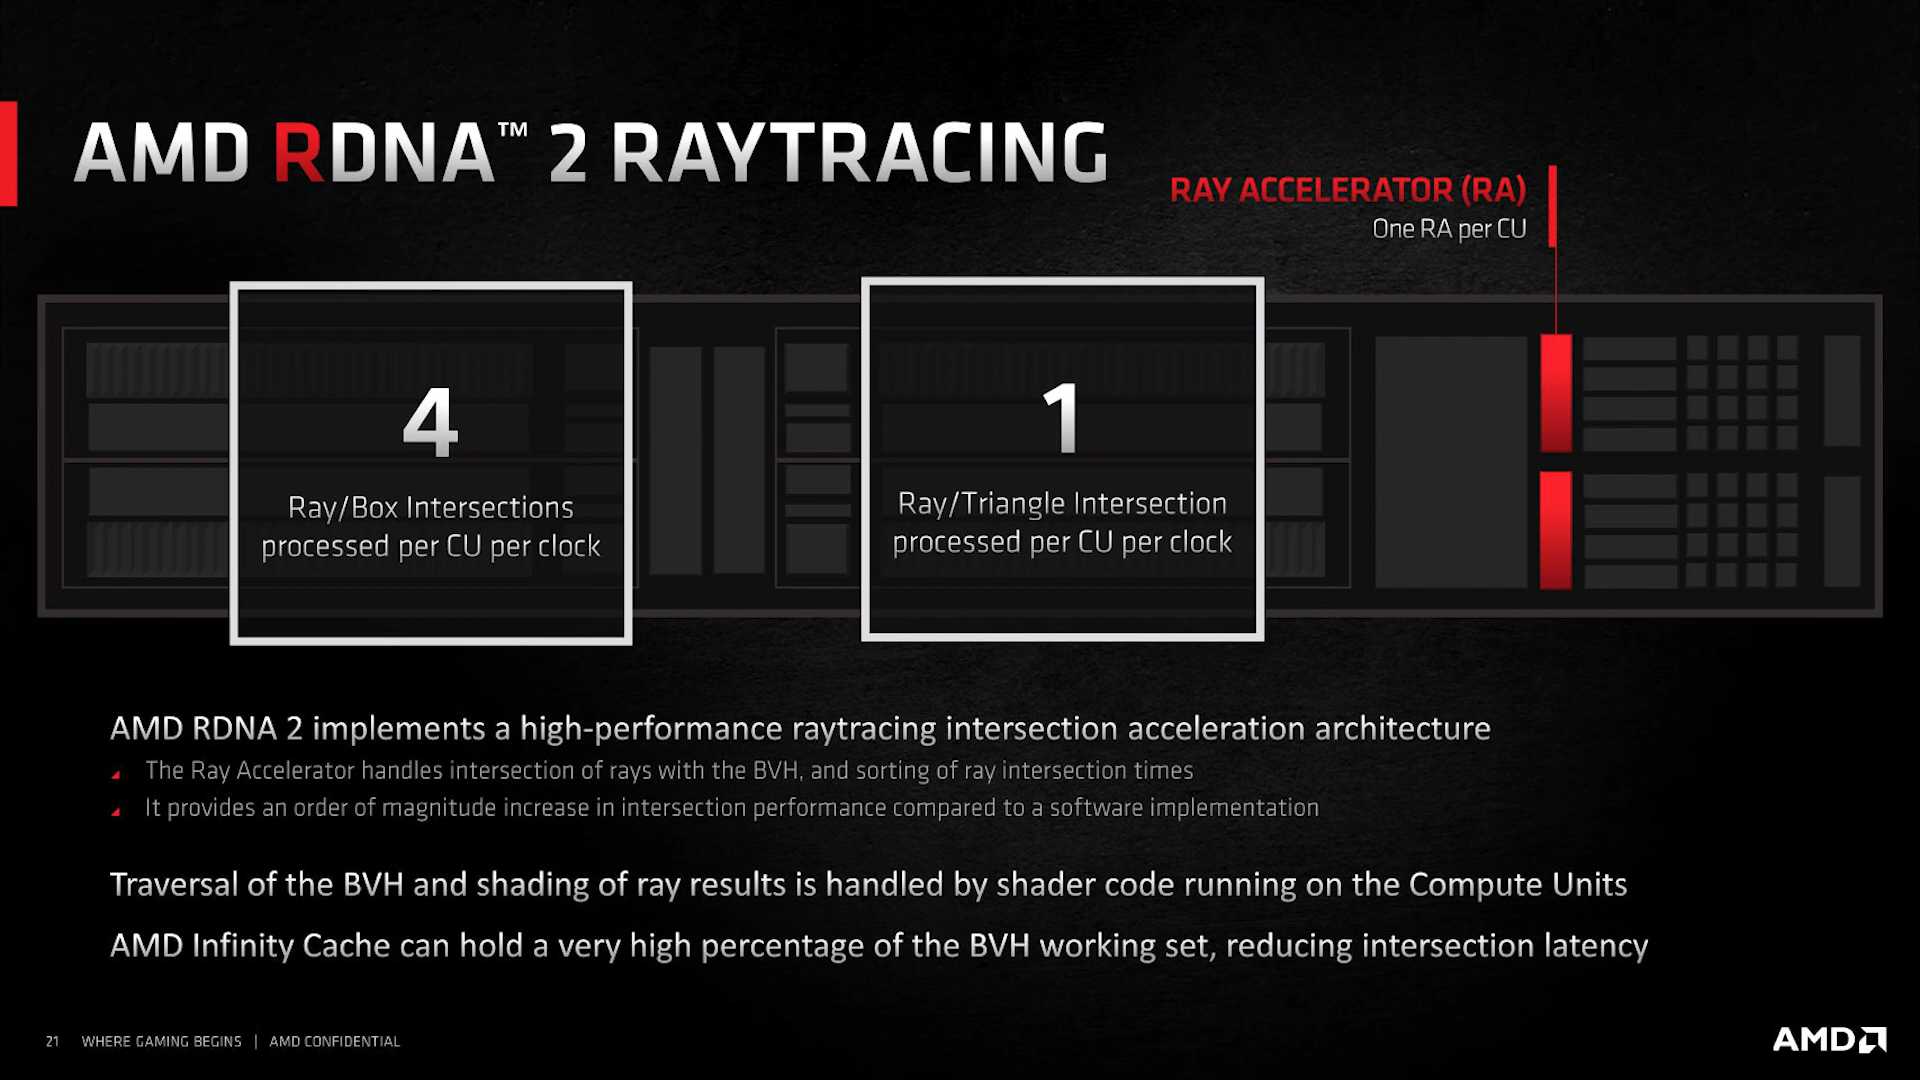 AMD RDNA™ 2 RAYTRACING
RAY ACCELERATOR (RA)
One RA per CU
4
Ray/Box Intersections
processed per CU per clock
1
Ray/Triangle Intersection
processed per CU per clock
AMD RDNA 2 implements a high-performance raytracing intersection acceleration architecture
The Ray Accelerator handles intersection of rays with the BVH, and sorting of ray intersection times
It provides an order of magnitude increase in intersection performance compared to a software implementation
Traversal of the BVH and shading of ray results is handled by shader code running on the Compute Units
AMD Infinity Cache can hold a very high percentage of the BVH working set, reducing intersection latency
21 WHERE GAMING BEGINS | AMD CONFIDENTIAL
AMD